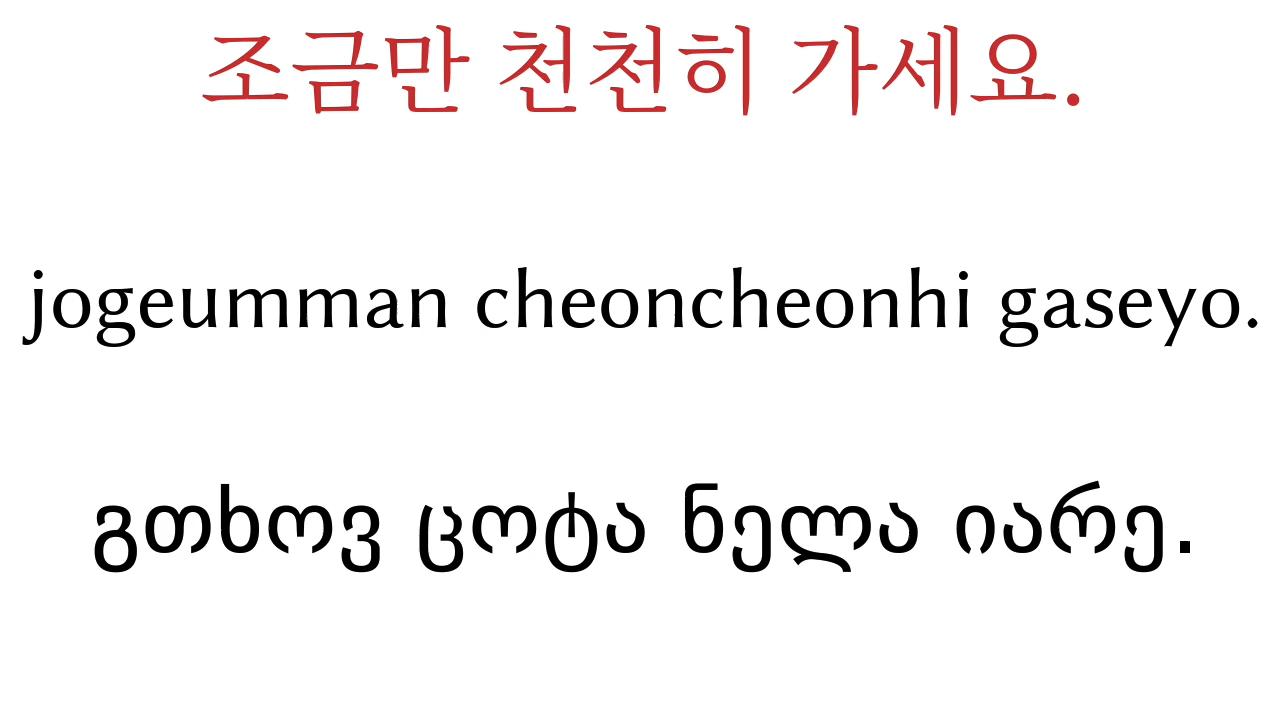 조금만 천천히 가세요.
jogeumman cheoncheonhi gaseyo.
გთხოვ ცოტა ნელა იარე.